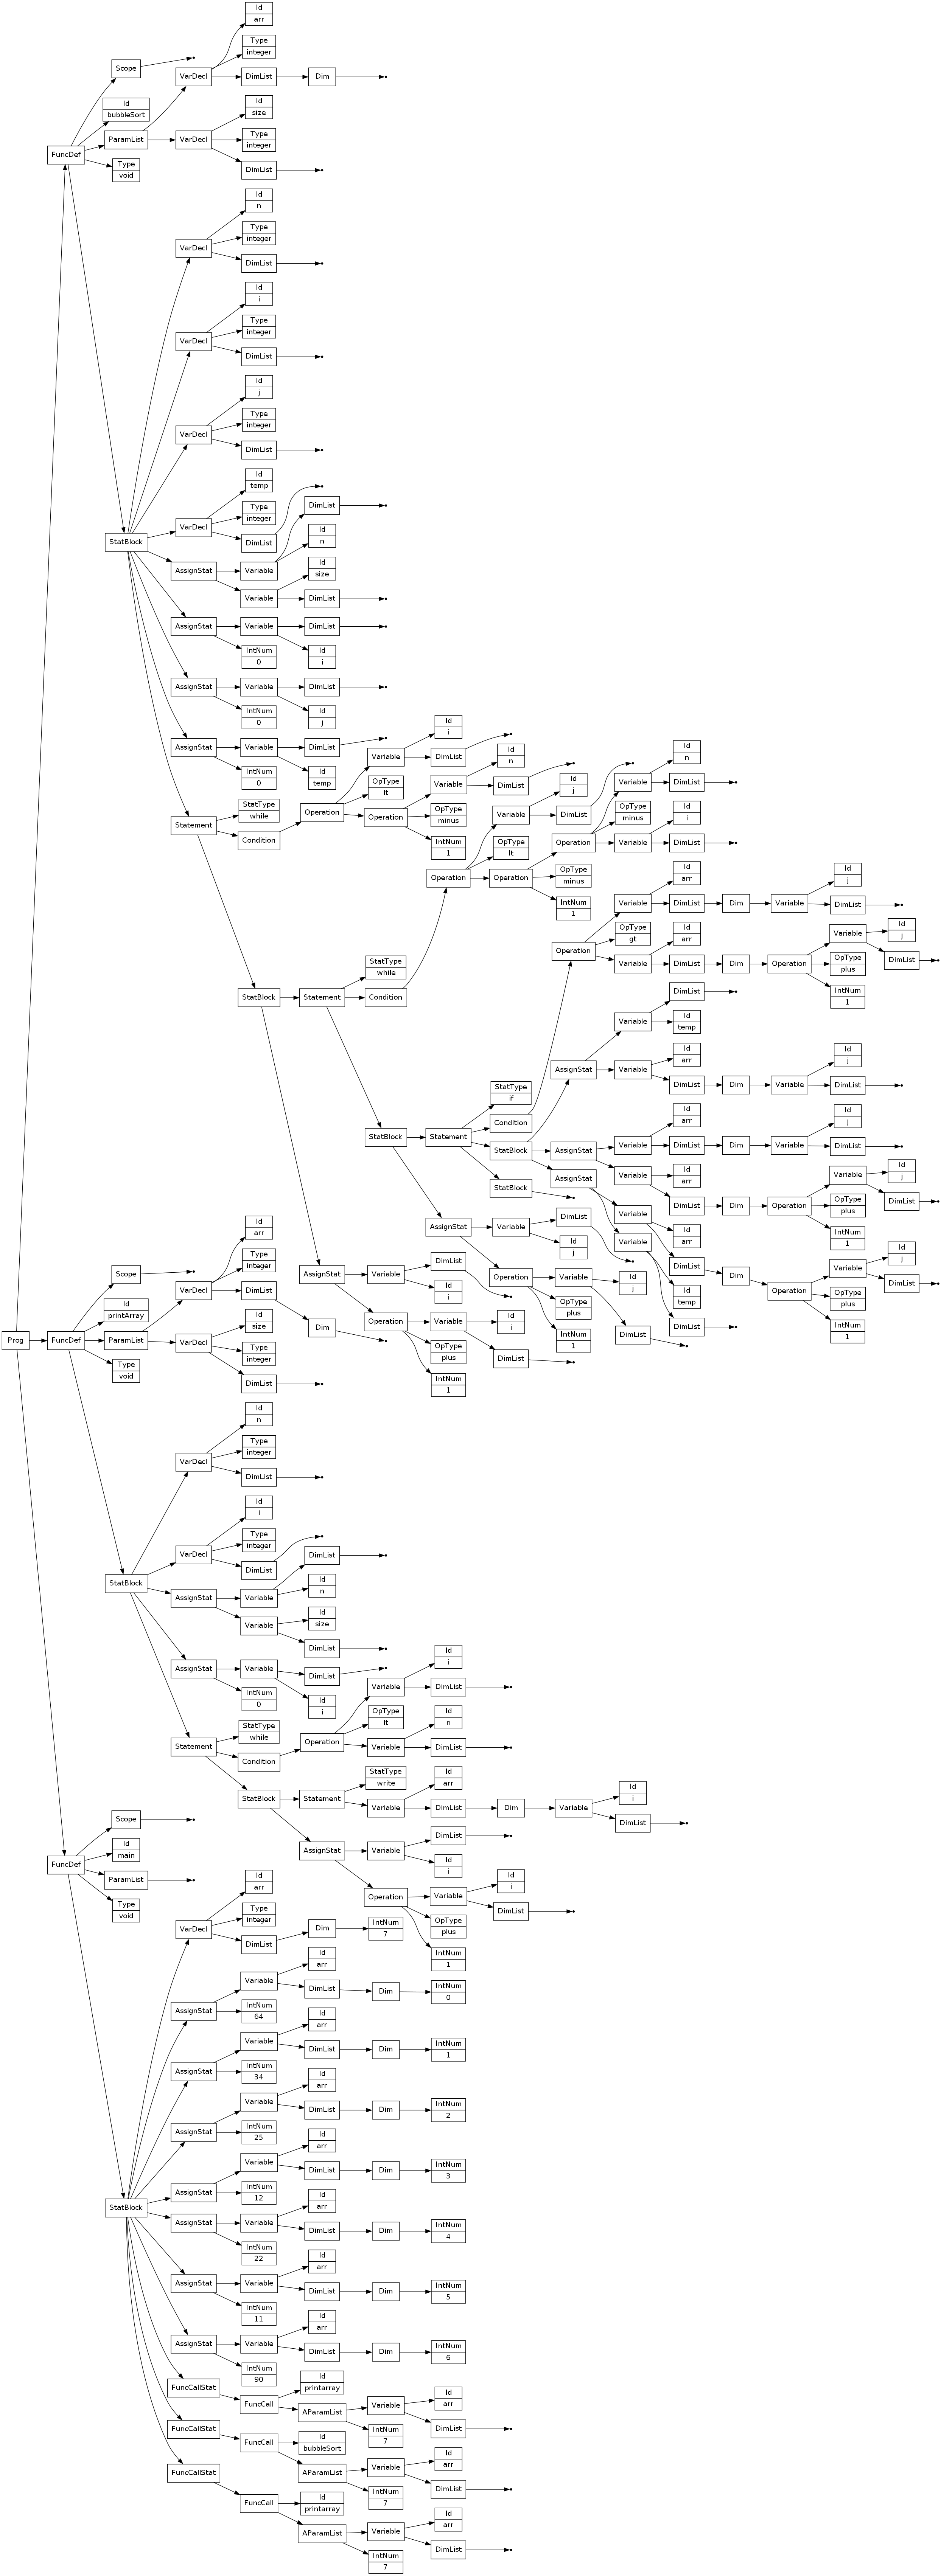 Id
arr
Type
integer
Scope
VarDecl
DimList
Dim
Id
bubbleSort
Id
size
ParamList
VarDecl
Type
integer
FuncDef
Type
void
DimList
Id
n
Type
integer
VarDecl
DimList
Id
i
Type
integer
VarDecl
DimList
Id
j
Type
integer
VarDecl
DimList
Id
temp
DimList
Type
integer
VarDecl
Id
n
StatBlock
DimList
AssignStat
Variable
Id
size
Variable
DimList
AssignStat
Variable
DimList
IntNum
0
Id
i
AssignStat
Variable
DimList
IntNum
0
Id
j
AssignStat
Variable
DimList
IntNum
0
Id
temp
Id
i
Variable
DimList
Id
n
Id
n
OpType
lt
Variable
DimList
Id
j
Variable
DimList
StatType
while
Operation
OpType
minus
Variable
DimList
OpType
minus
Id
i
Statement
Operation
Condition
IntNum
1
OpType
lt
Operation
Variable
DimList
Operation
Operation
OpType
minus
IntNum
1
Id
arr
Id
j
Variable
DimList
Dim
Variable
DimList
OpType
gt
Id
arr
Variable
Id
j
Operation
StatType
while
Variable
DimList
Dim
Operation
OpType
plus
DimList
StatBlock
Statement
Condition
IntNum
1
DimList
Variable
Id
temp
Id
arr
Id
j
AssignStat
Variable
DimList
Dim
Variable
DimList
StatType
if
Condition
Id
arr
Id
j
StatBlock
Statement
StatBlock
AssignStat
Variable
DimList
Dim
Variable
DimList
AssignStat
Variable
Id
arr
Variable
Id
j
StatBlock
DimList
Dim
Operation
OpType
plus
DimList
Variable
Id
arr
IntNum
1
Id
arr
AssignStat
Variable
DimList
Id
j
Variable
Id
j
DimList
Dim
Variable
DimList
Type
integer
DimList
Scope
AssignStat
Variable
Operation
Variable
Id
j
Id
temp
Operation
OpType
plus
VarDecl
DimList
Id
i
OpType
plus
DimList
IntNum
1
Id
printArray
Id
size
Dim
Operation
Variable
Id
i
DimList
IntNum
1
Prog
FuncDef
ParamList
VarDecl
Type
integer
OpType
plus
DimList
Type
void
DimList
IntNum
1
Id
n
Type
integer
VarDecl
DimList
Id
i
Type
integer
VarDecl
DimList
DimList
StatBlock
AssignStat
Variable
Id
n
Variable
Id
size
DimList
AssignStat
Variable
DimList
Id
i
IntNum
0
Id
i
Variable
DimList
OpType
lt
Id
n
StatType
while
Operation
Statement
Variable
DimList
Condition
StatType
write
Id
arr
Id
i
StatBlock
Statement
Variable
DimList
Dim
Variable
DimList
Scope
DimList
Id
main
AssignStat
Variable
Id
i
FuncDef
ParamList
Id
i
Type
void
Id
arr
Operation
Variable
DimList
Type
integer
Dim
IntNum
7
OpType
plus
VarDecl
DimList
IntNum
1
Id
arr
Variable
DimList
Dim
IntNum
0
AssignStat
IntNum
64
Id
arr
Variable
DimList
Dim
IntNum
1
AssignStat
IntNum
34
Id
arr
Variable
DimList
Dim
IntNum
2
AssignStat
IntNum
25
Id
arr
Variable
DimList
Dim
IntNum
3
AssignStat
IntNum
12
StatBlock
Id
arr
AssignStat
Variable
DimList
Dim
IntNum
4
IntNum
22
Id
arr
AssignStat
Variable
DimList
Dim
IntNum
5
IntNum
11
Id
arr
AssignStat
Variable
DimList
Dim
IntNum
6
IntNum
90
FuncCallStat
Id
printarray
FuncCall
AParamList
Variable
Id
arr
IntNum
7
DimList
FuncCallStat
FuncCall
Id
bubbleSort
AParamList
Variable
Id
arr
IntNum
7
DimList
FuncCallStat
FuncCall
Id
printarray
AParamList
Variable
Id
arr
IntNum
7
DimList